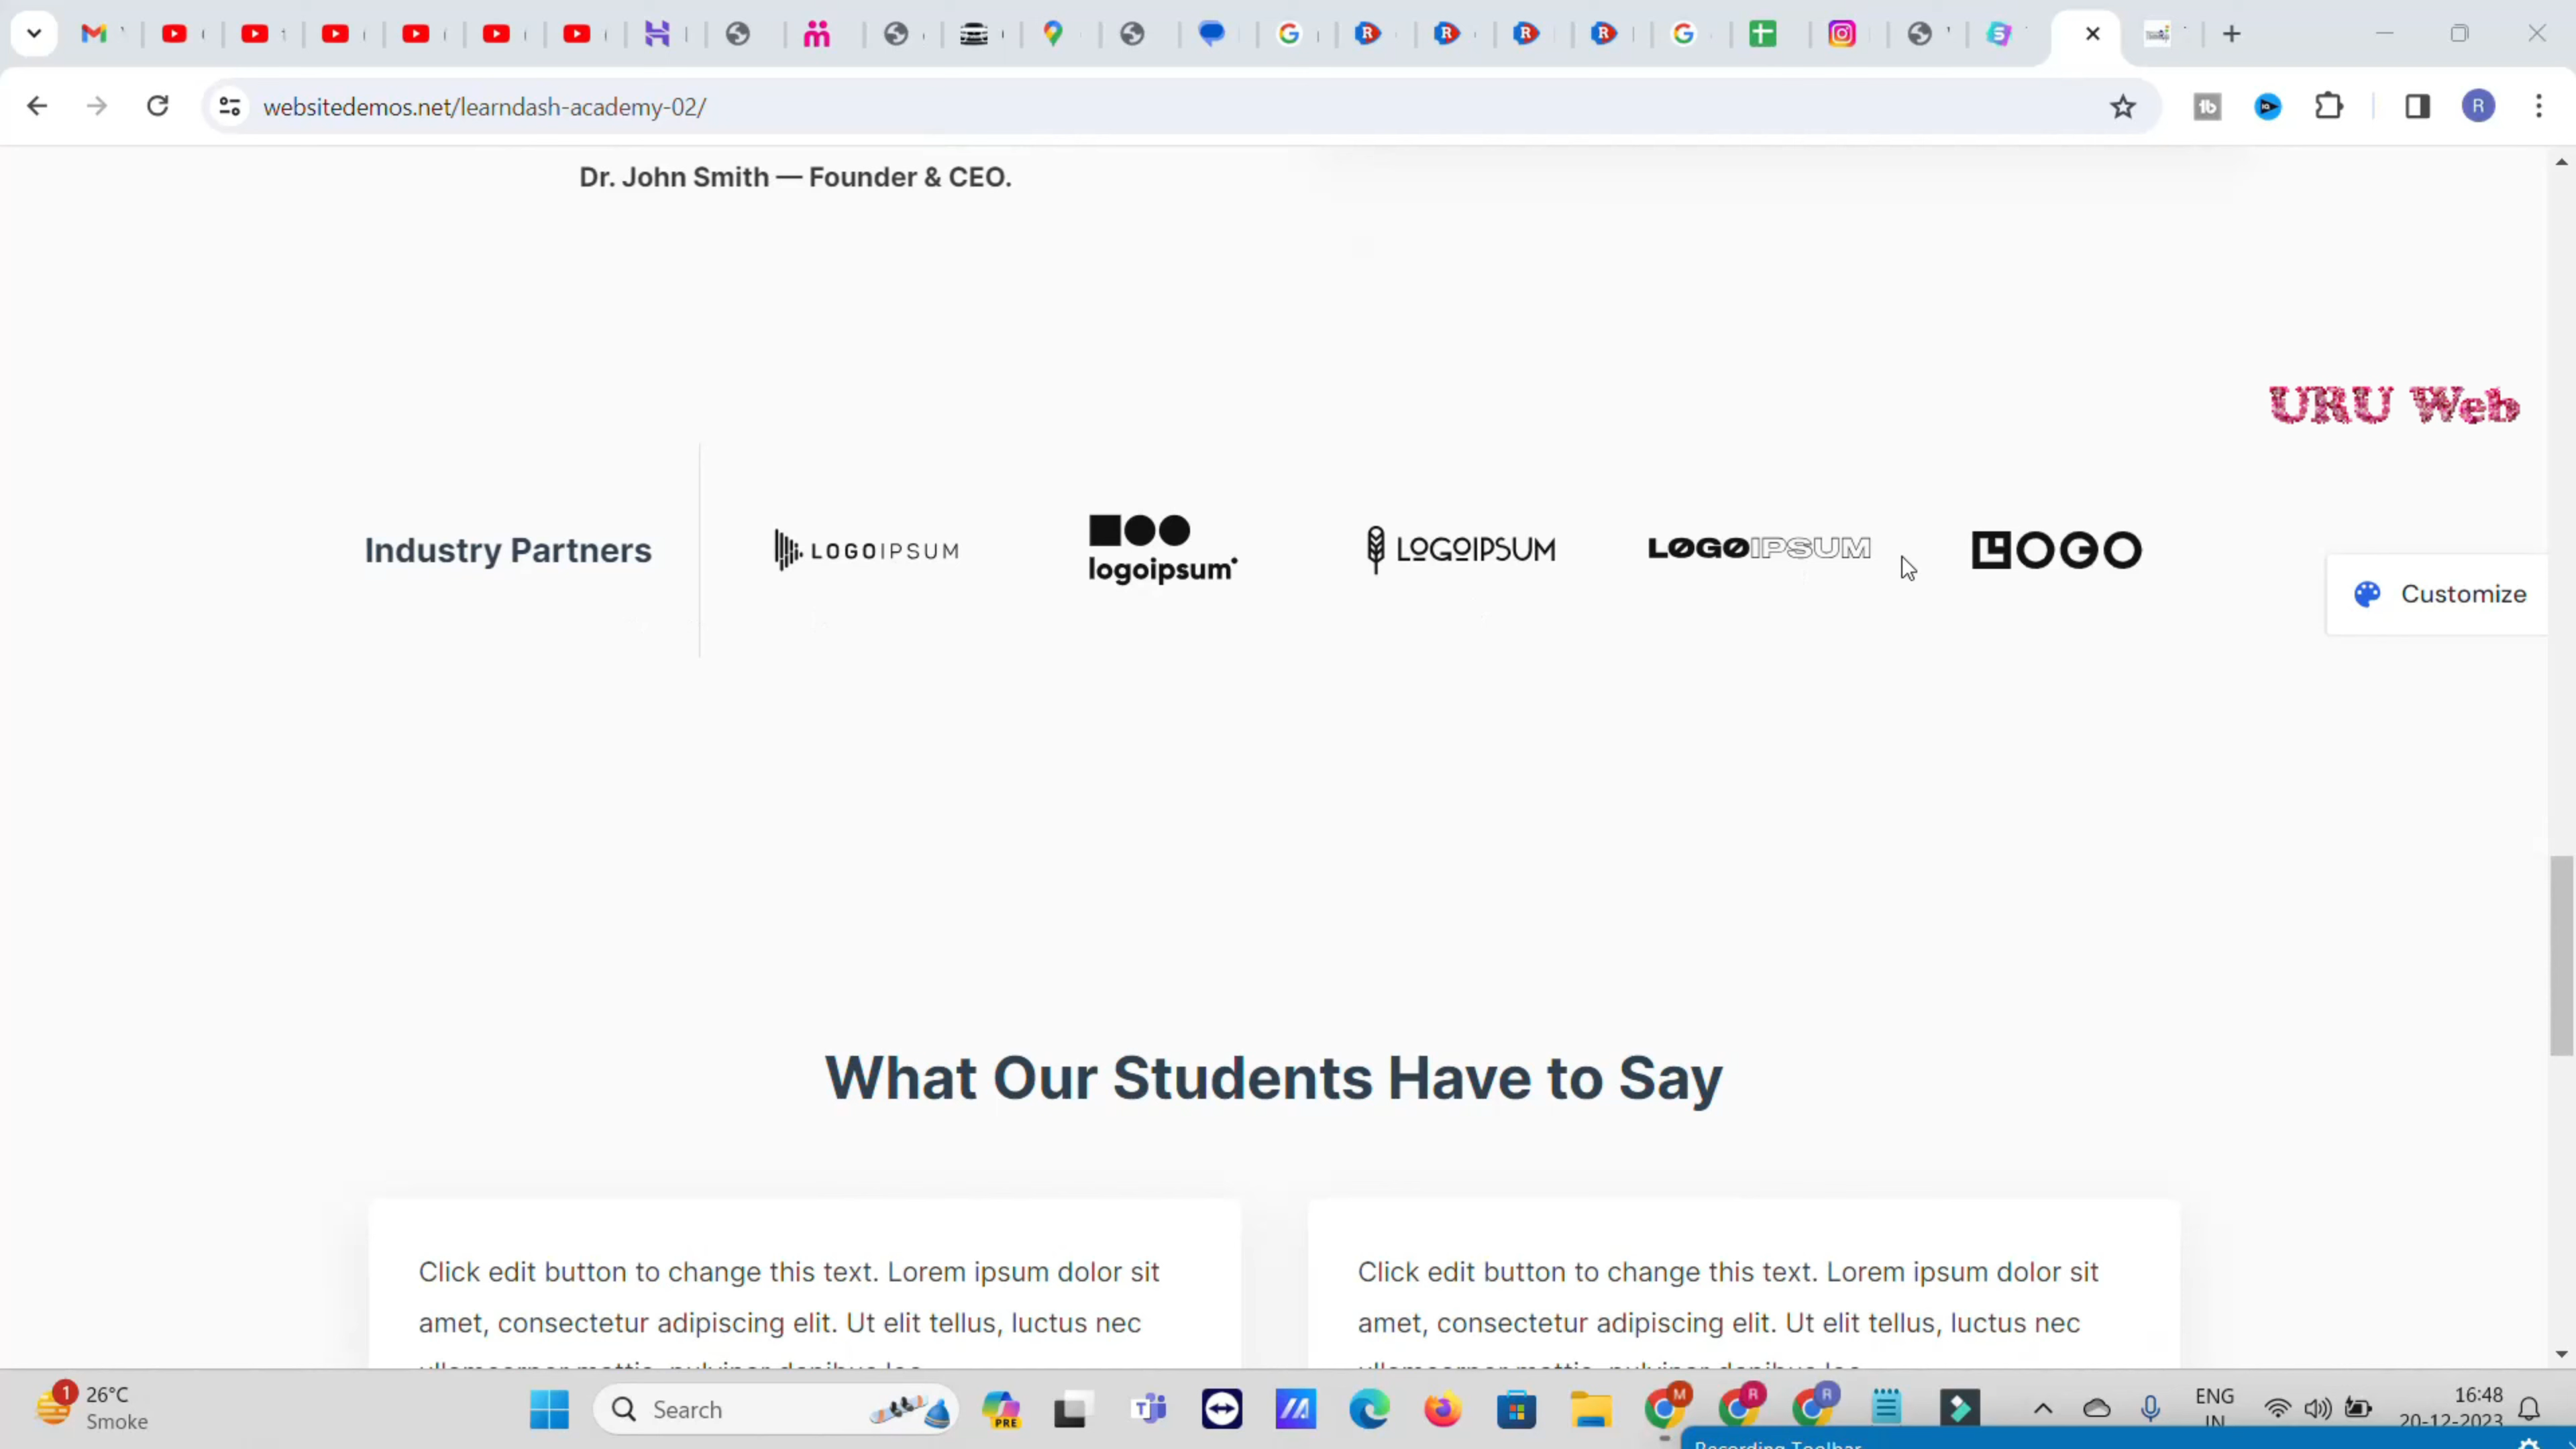 websitedemos.net/learndash-academy-02/
Dr. John Smith — Founder & CEO.
URU Web
Industry Partners
LOGOIPSUM
logoipsum
LOGOIPSUM
LOGOIPSUM
LOGO
Customize
What Our Students Have to Say
Click edit button to change this text. Lorem ipsum dolor sit
amet, consectetur adipiscing elit. Ut elit tellus, luctus nec
Click edit button to change this text. Lorem ipsum dolor sit
amet, consectetur adipiscing elit. Ut elit tellus, luctus nec
1
26°C
Smoke
Search
PRE
M
R
R
ENG
IN
16:48
20-12-2023
Recording Toolbar